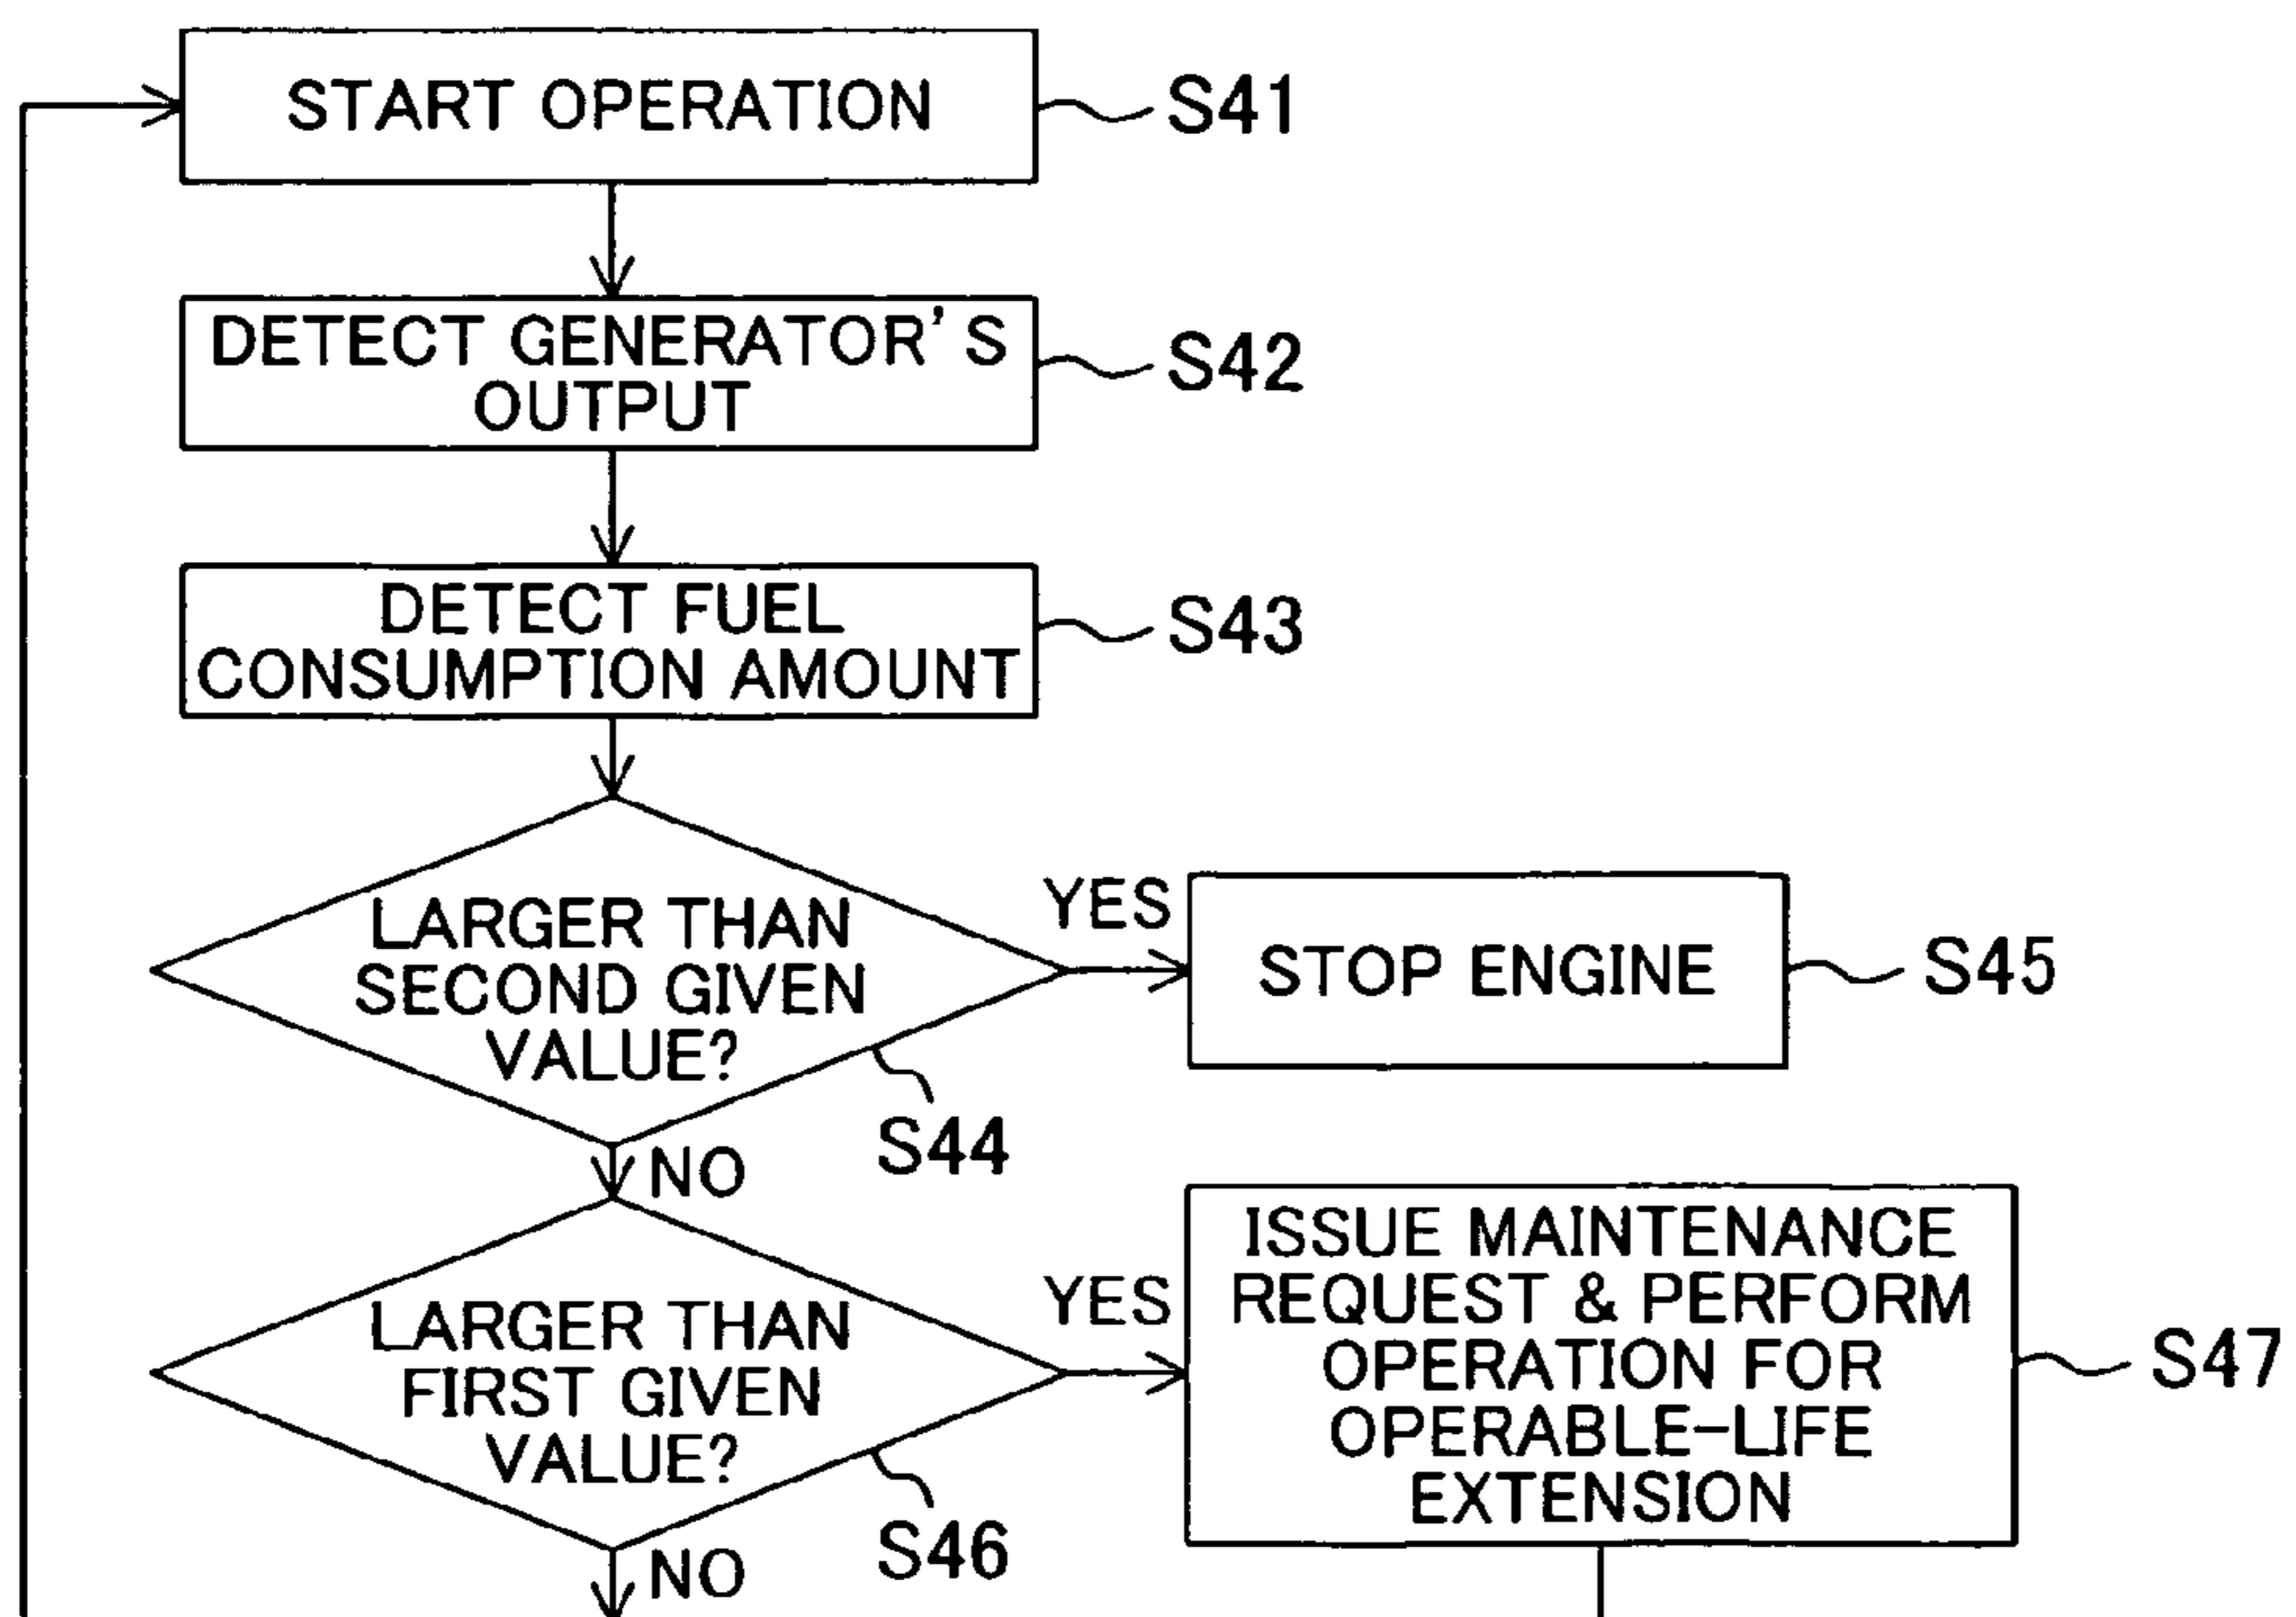 START OPERATION
S41
DETECT GENERATOR'S
OUTPUT
S42
DETECT FUEL
CONSUMPTION AMOUNT
S43
LARGER THAN
SECOND GIVEN
VALUE?
S44
YES
STOP ENGINE
S45
NO
LARGER THAN
FIRST GIVEN
VALUE?
S46
YES
ISSUE MAINTENANCE
REQUEST & PERFORM
OPERATION FOR
OPERABLE-LIFE
EXTENSION
S47
NO